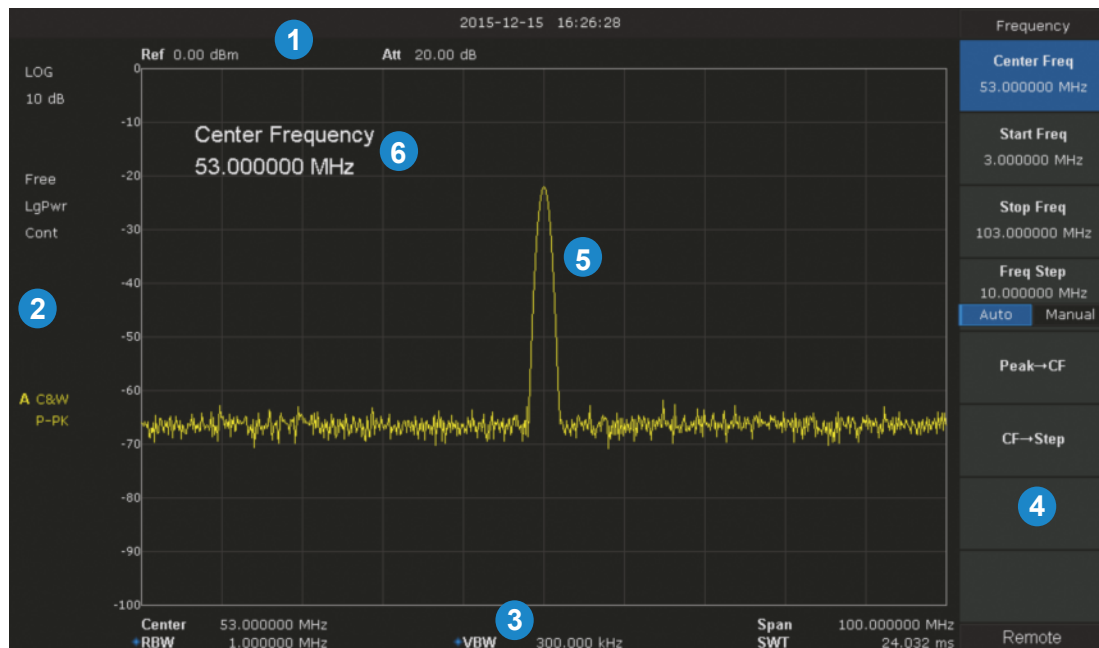 2015-12-15 16:26:28
Frequency
1
Ref 0.00 dBm Att 20.00 dB
LOG
10 dB
Free
LgPwr
Cont
2
A C&W
P-PK
0
-10
-20
-30
-40
-50
-60
-70
-80
-90
-100
Center Frequency
53.000000 MHz
6
5
Center Freq
53.000000 MHz
Start Freq
3.000000 MHz
Stop Freq
103.000000 MHz
Freq Step
10.000000 MHz
Auto Manual
Peak→CF
CF→Step
4
3
Center 53.000000 MHz Span 100.000000 MHz
RBW 1.000000 MHz VBW 300.000 kHz SWT 24.032 ms
Remote